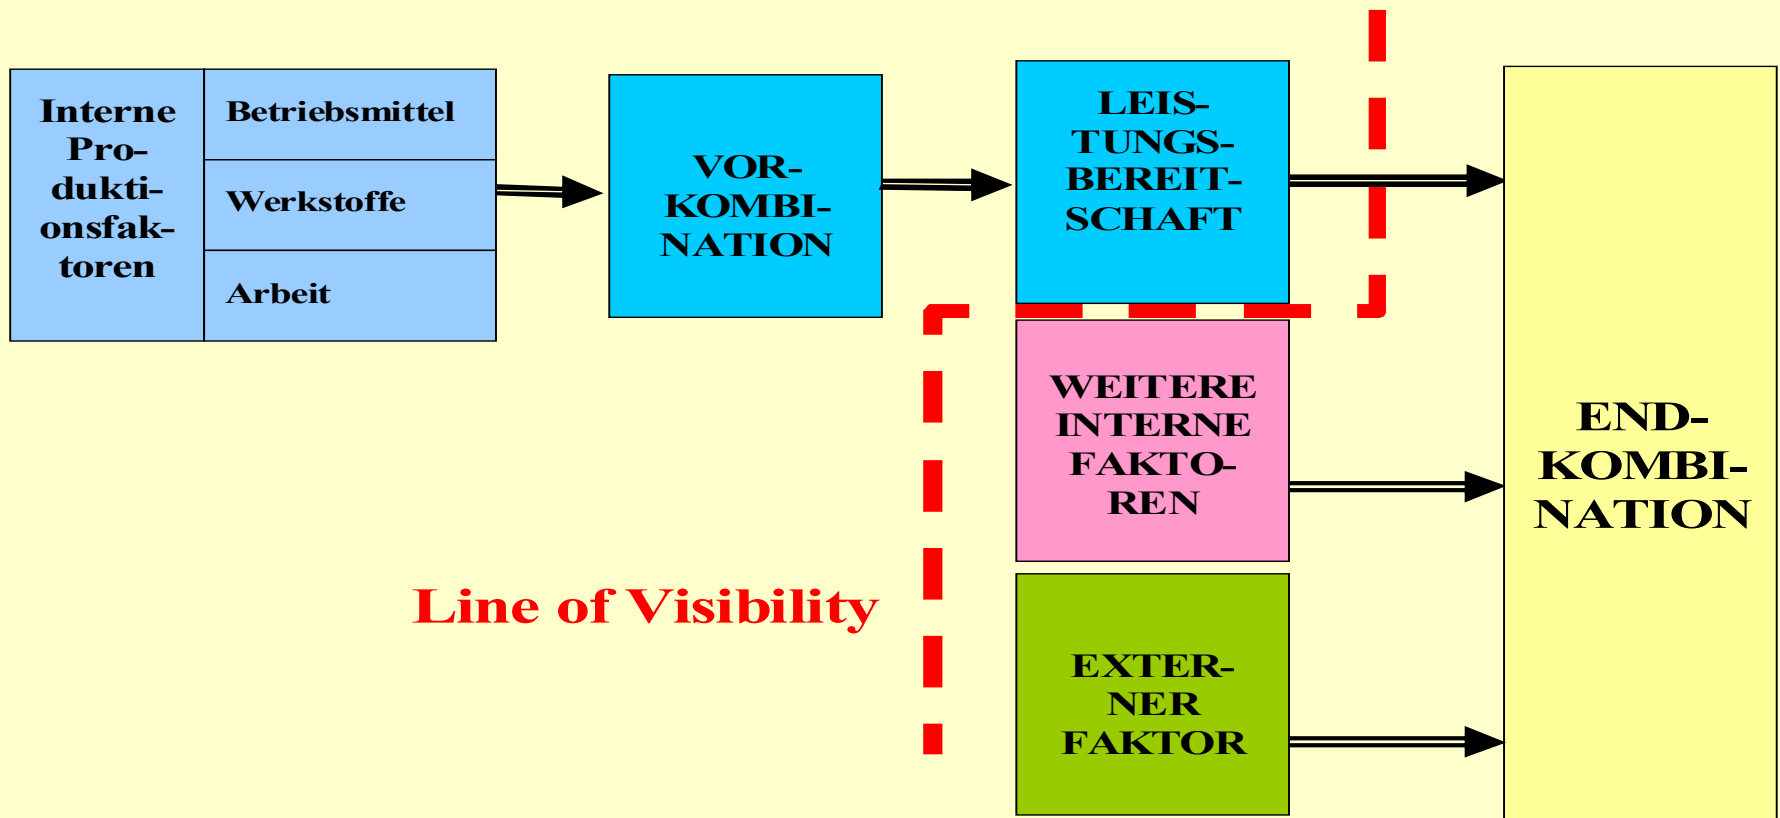 Interne
Pro-
dukti-
onsfak-
toren
Betriebsmittel
Werkstoffe
Arbeit
VOR-
KOMBI-
NATION
LEIS-
TUNGS-
BEREIT-
SCHAFT
WEITERE
INTERNE
FAKTO-
REN
EXTER-
NER
FAKTOR
END-
KOMBI-
NATION
Line of Visibility